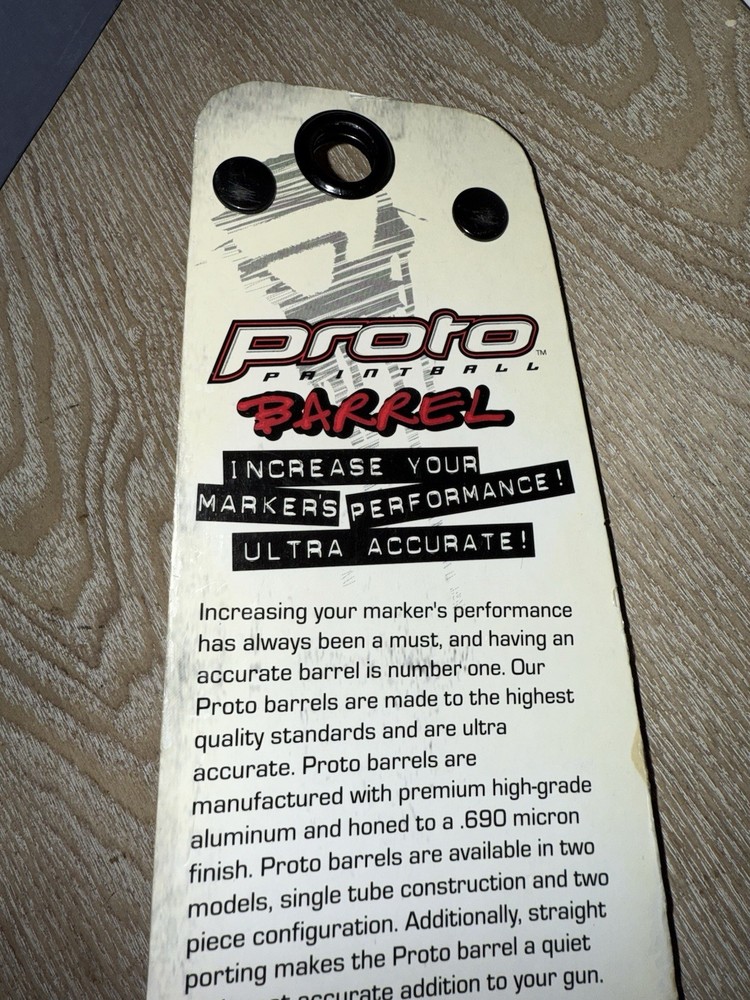 proto
PAINTBALL
TM
BARREL
INCREASE YOUR
MARKER'S PERFORMANCE!
ULTRA ACCURATE!
Increasing your marker's performance
has always been a must, and having an
accurate barrel is number one. Our
Proto barrels are made to the highest
quality standards and are ultra
accurate. Proto barrels are
manufactured with premium high-grade
aluminum and honed to a .690 micron
finish. Proto barrels are available in two
models, single tube construction and two
piece configuration. Additionally, straight
porting makes the Proto barrel a quiet
accurate addition to your gun.